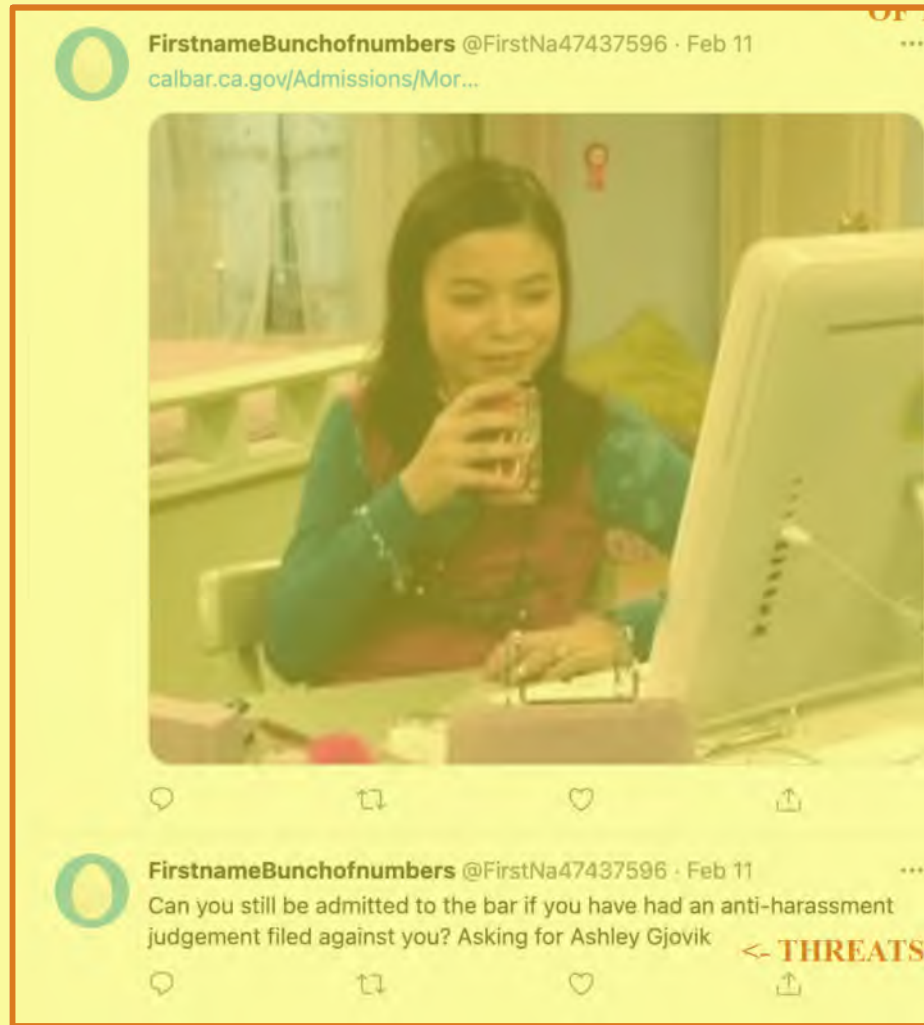 OF
FirstnameBunchofnumbers @FirstNa47437596 · Feb 11
calbar.ca.gov/Admissions/Mor...
FirstnameBunchofnumbers @FirstNa47437596 · Feb 11
Can you still be admitted to the bar if you have had an anti-harassment
judgement filed against you? Asking for Ashley Gjovik <- THREATS